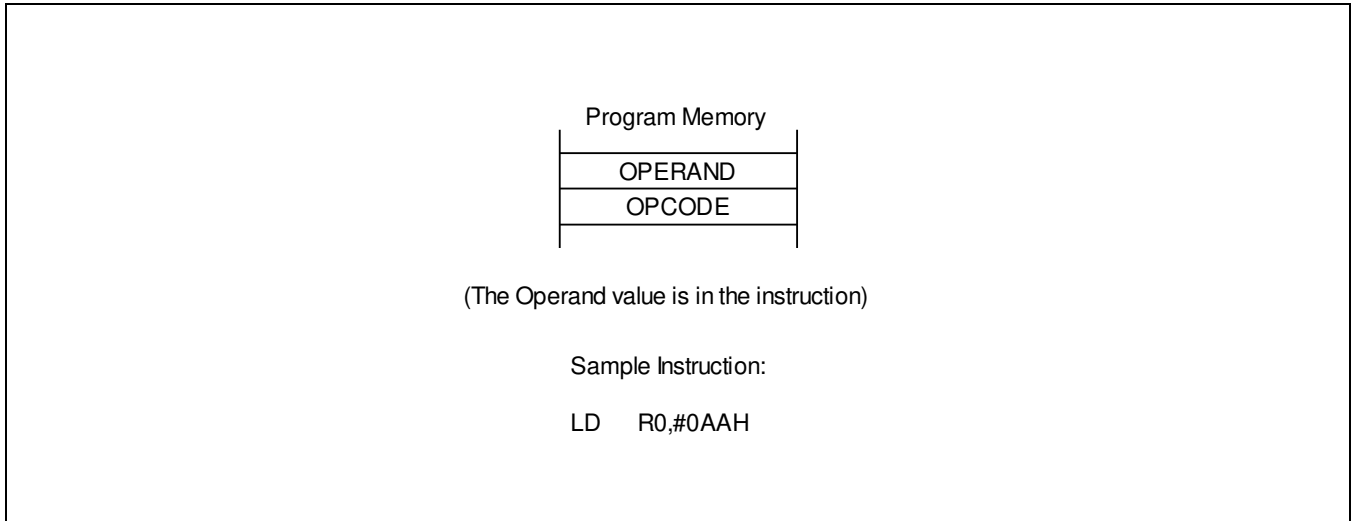 Program Memory
OPERAND
OPCODE
(The Operand value is in the instruction)
Sample Instruction:
LD R0,#0AAH